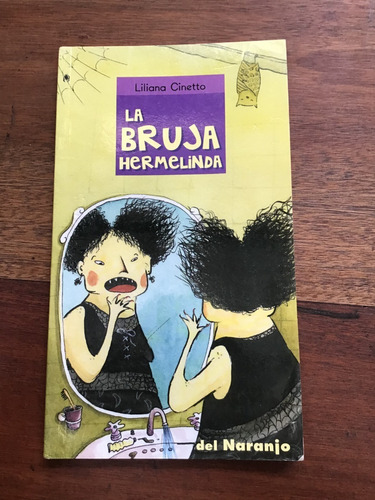 Liliana Cinetto
LA
BRUJA
HERMELINDA
del Naranjo